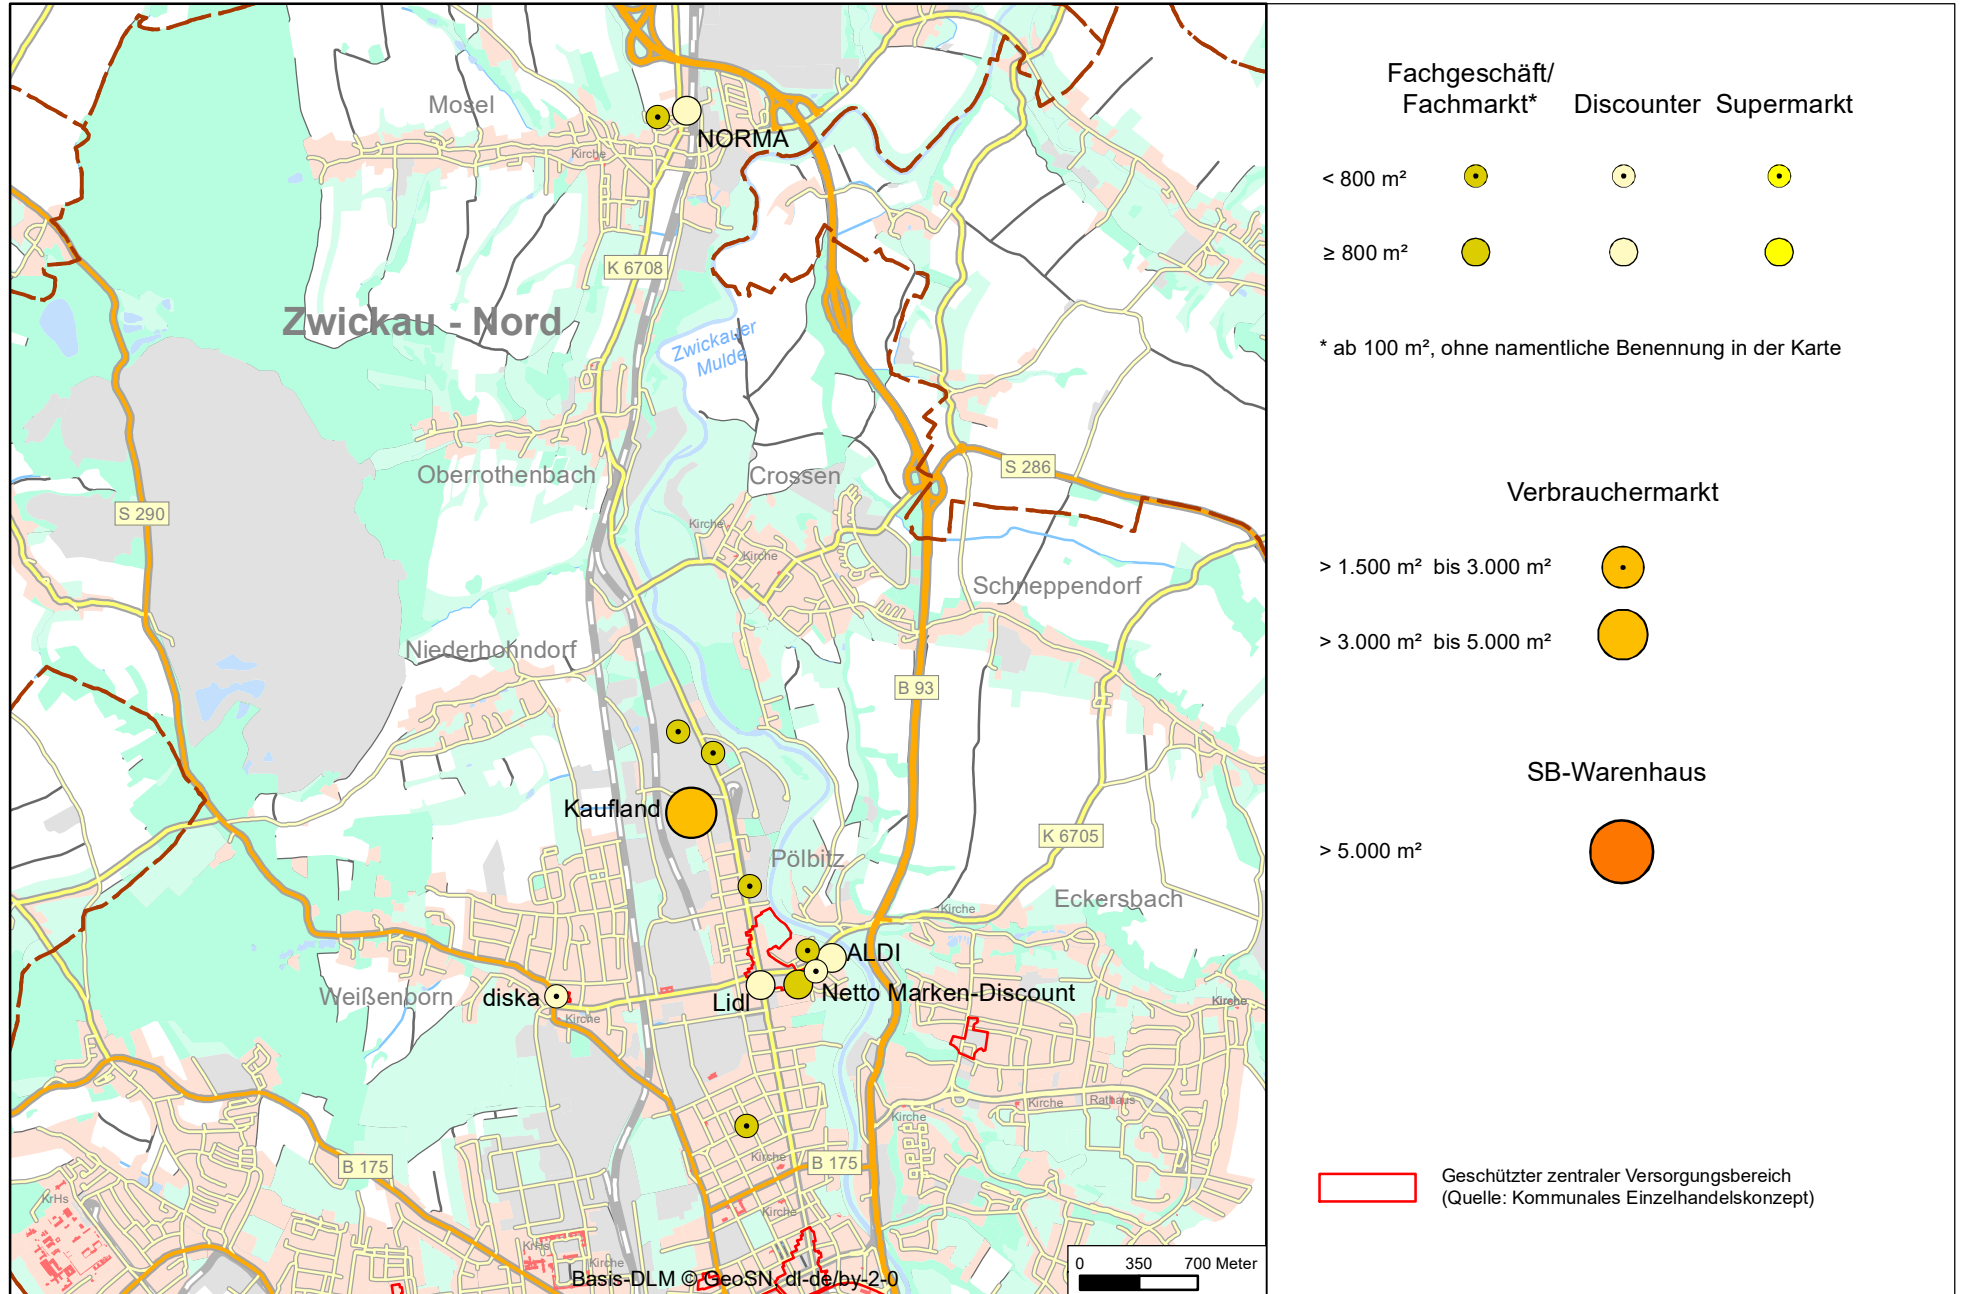 Mosel
NORMA
Kirche
K 6708
Zwickau - Nord
Zwickauer
Mulde
Oberrothenbach
Crossen
S 286
S 290
Kirche
Kirche
Schneppendorf
Niederhohndorf
B 93
Kaufland
K 6705
Pölbitz
Eckersbach
Kirche
ALDI
Weißenborn
diska
Lidl
Netto Marken-Discount
Kirche
Kirche
Kirche
Rathaus
Kirche
Kirche
B 175
B 175
KrHs
Kirche
KrHs
Kirche
Basis-DLM © GeoSN, dl-de/by-2-0
0 350 700 Meter
Fachgeschäft/
Fachmarkt* Discounter Supermarkt
< 800 m²
≥ 800 m²
* ab 100 m², ohne namentliche Benennung in der Karte
Verbrauchermarkt
> 1.500 m² bis 3.000 m²
> 3.000 m² bis 5.000 m²
SB-Warenhaus
> 5.000 m²
Geschützter zentraler Versorgungsbereich
(Quelle: Kommunales Einzelhandelskonzept)